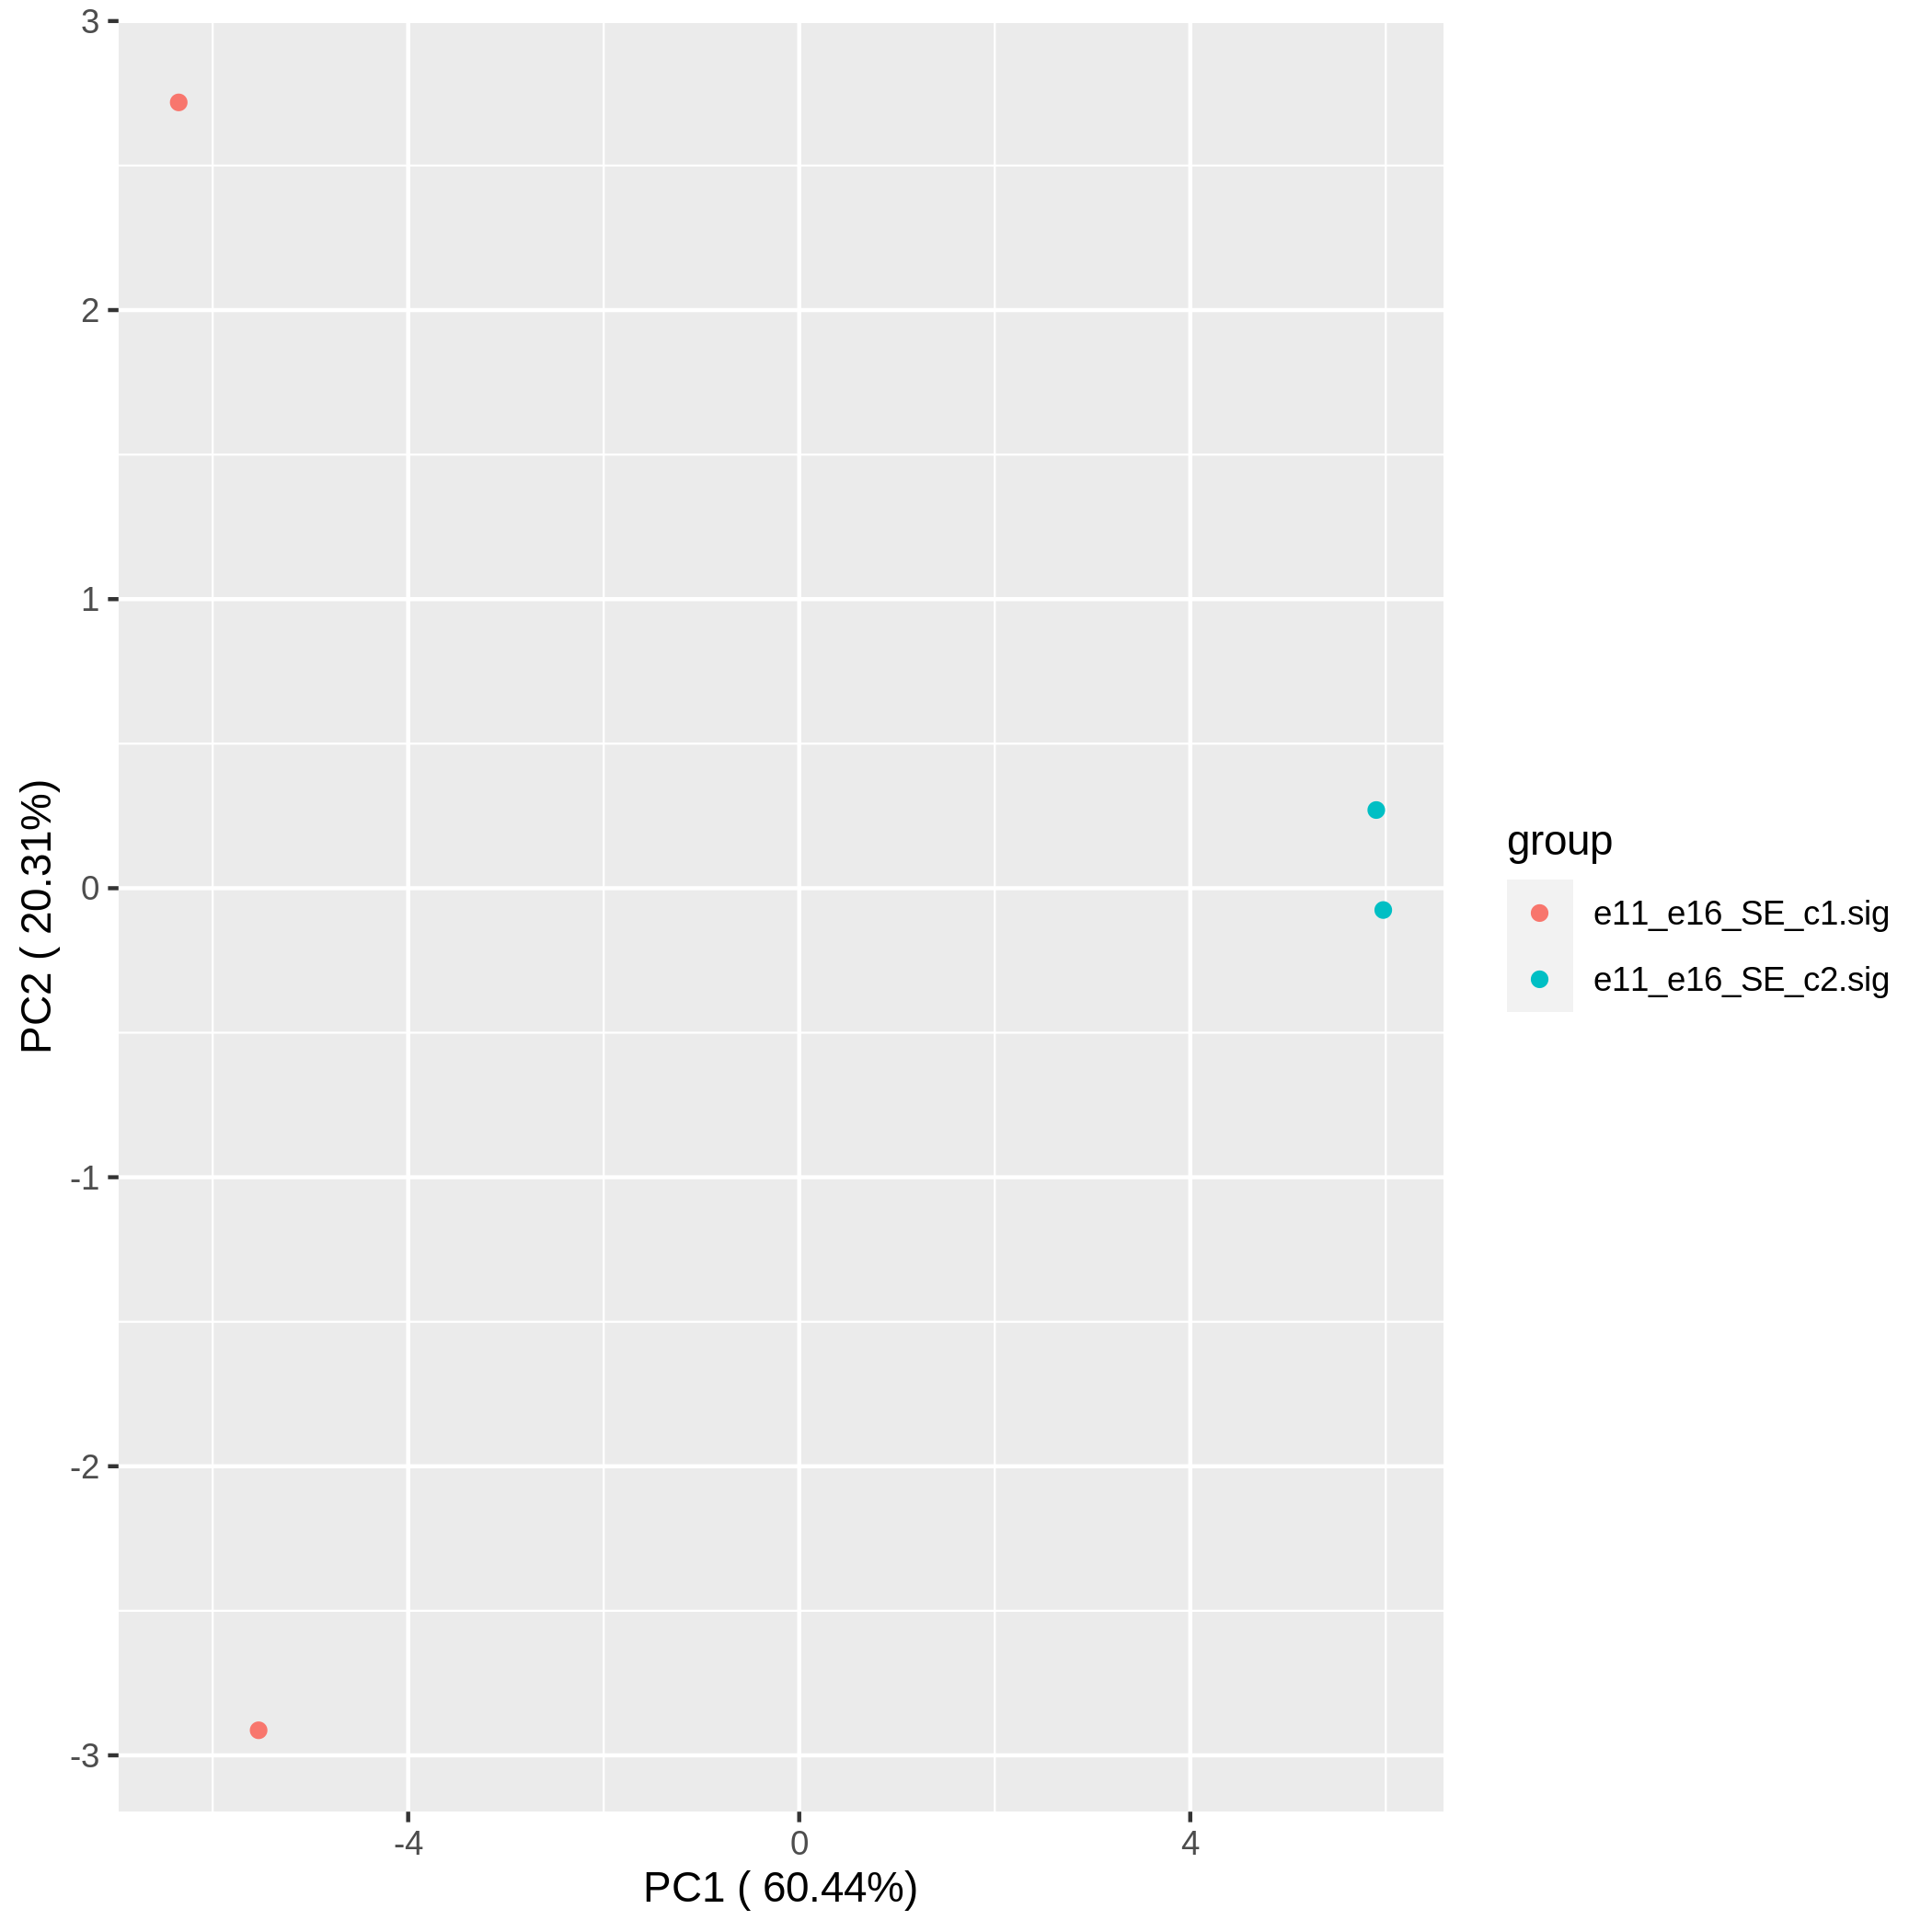 3
2
1
0
-1
-2
-3
PC2 ( 20.31%)
-4
0
4
PC1 ( 60.44%)
group
e11_e16_SE_c1.sig
e11_e16_SE_c2.sig